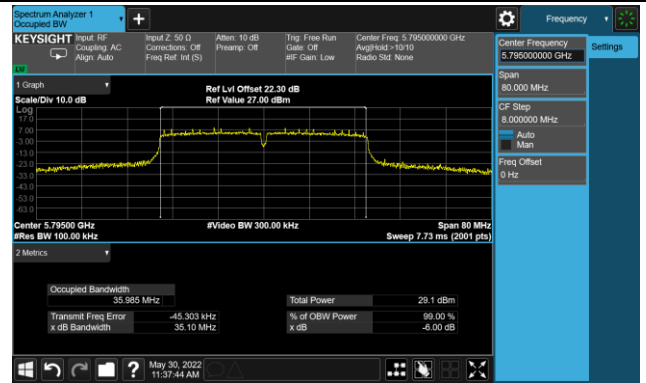 Spectrum Analyzer 1
Occupied BW
+
Frequency
KEYSIGHT
Input: RF
Coupling: AC
Align: Auto
Input Z: 50 Ω
Corrections: Off
Freq Ref: Int (S)
Atten: 10 dB
Preamp: Off
Trig: Free Run
Gate: Off
#IF Gain: Low
Center Freq: 5.795000000 GHz
Avg|Hold:>10/10
Radio Std: None
Center Frequency
5.795000000 GHz
Settings
Span
80.000 MHz
CF Step
8.000000 MHz
Auto
Man
Freq Offset
0 Hz
1 Graph
Scale/Div 10.0 dB
Ref Lvl Offset 22.30 dB
Ref Value 27.00 dBm
Log
17.0
7.00
-3.00
-13.0
-23.0
-33.0
-43.0
-53.0
-63.0
Center 5.79500 GHz
#Res BW 100.00 kHz
#Video BW 300.00 kHz
Span 80 MHz
Sweep 7.73 ms (2001 pts)
2 Metrics
Occupied Bandwidth
35.985 MHz
Total Power 29.1 dBm
Transmit Freq Error -45.303 kHz
% of OBW Power 99.00 %
x dB Bandwidth 35.10 MHz
x dB -6.00 dB
?
May 30, 2022
11:37:44 AM